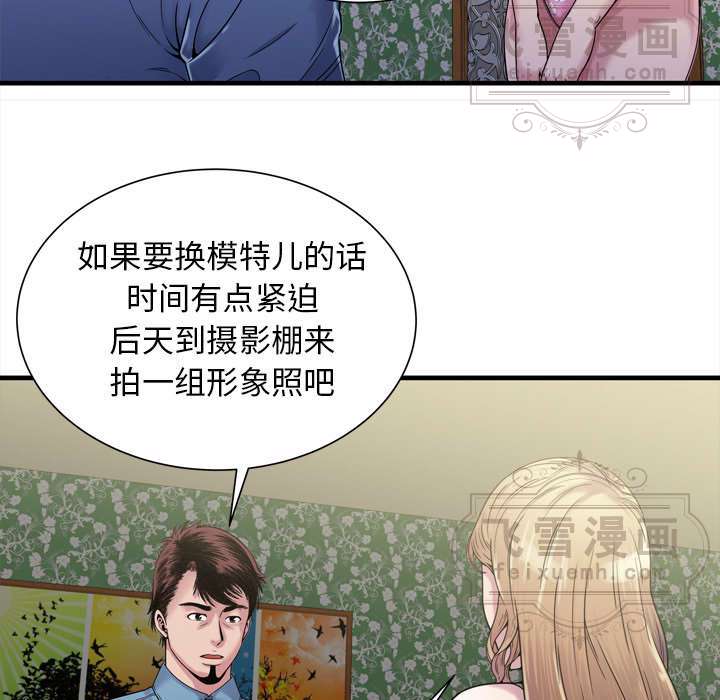 飞雪漫画
feixuemh.com
如果要换模特儿的话
时间有点紧迫
后天到摄影棚来
拍一组形象照吧
飞雪漫画
feixuemh.com